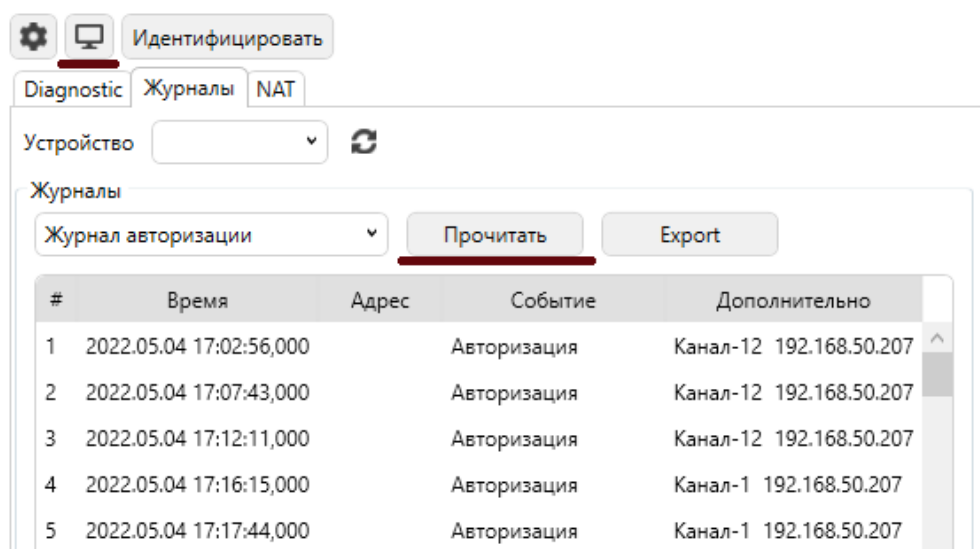 Идентифицировать
Diagnostic Журналы NAT
Устройство
Журналы
Журнал авторизации Прочитать Export
# Время Адрес Событие Дополнительно
1 2022.05.04 17:02:56,000 Авторизация Канал-12 192.168.50.207
2 2022.05.04 17:07:43,000 Авторизация Канал-12 192.168.50.207
3 2022.05.04 17:12:11,000 Авторизация Канал-12 192.168.50.207
4 2022.05.04 17:16:15,000 Авторизация Канал-1 192.168.50.207
5 2022.05.04 17:17:44,000 Авторизация Канал-1 192.168.50.207